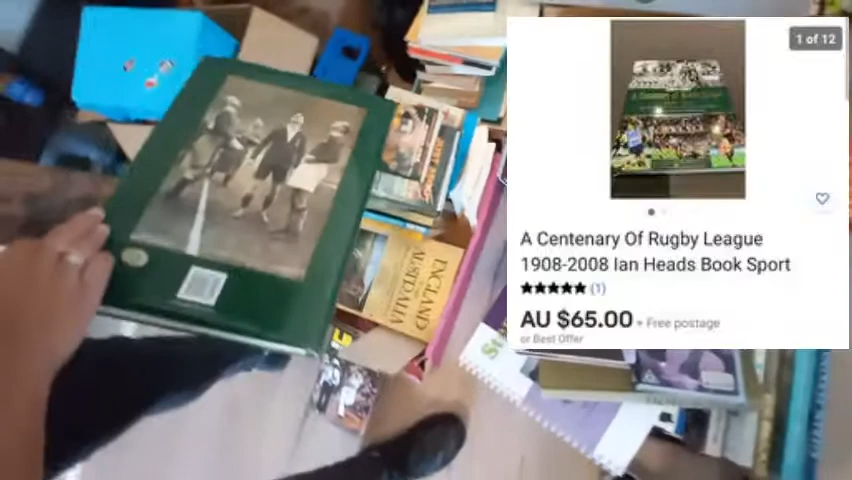 1 of 12
A Centenary Of Rugby League
1908-2008 Ian Heads Book Sport
(1)
AU $65.00 + Free postage
or Best Offer
ENGLAND
AUSTRALIA